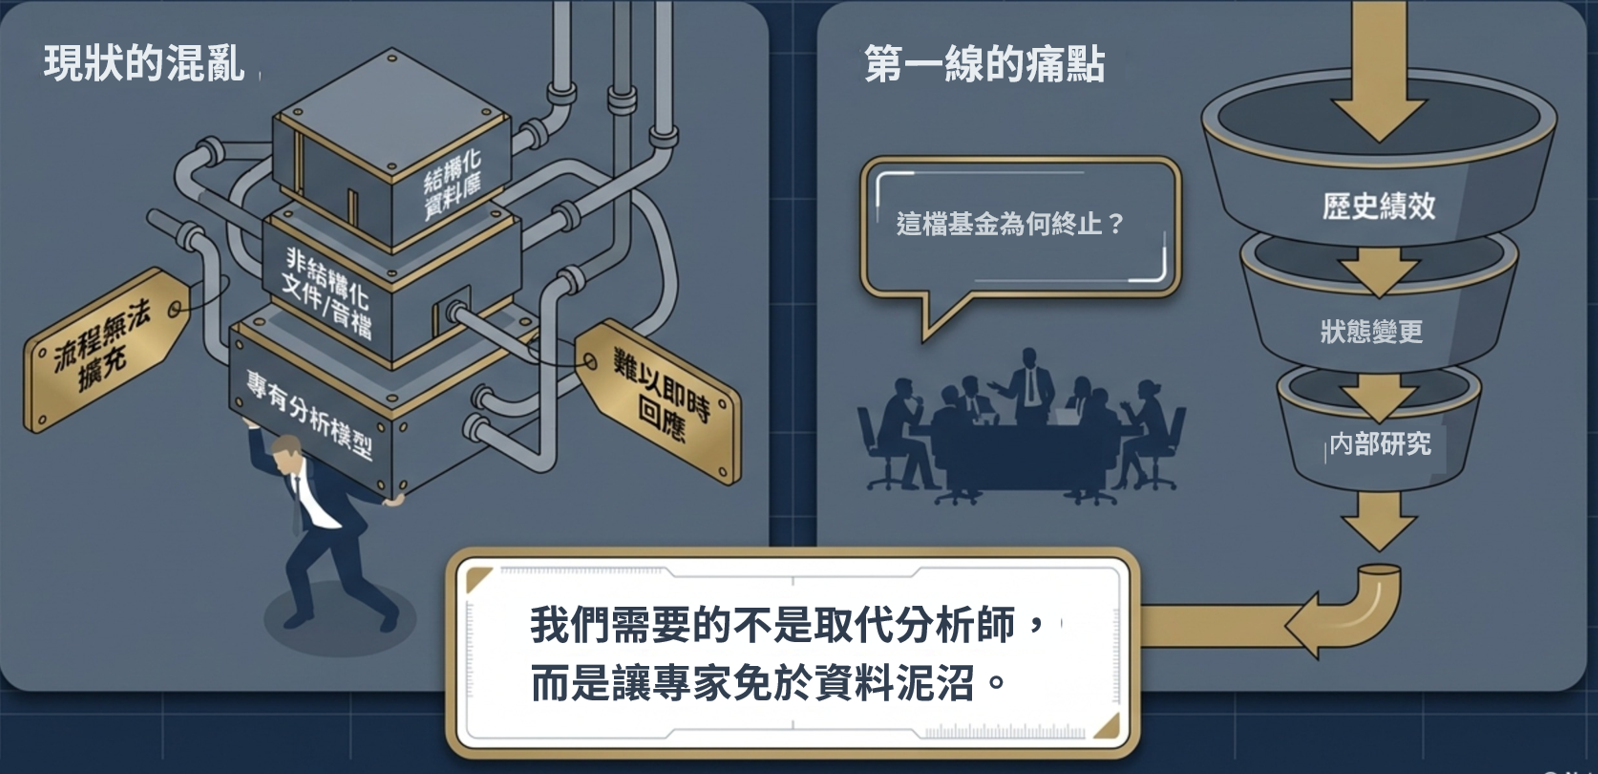 現狀的混亂
結構化
資料應
非結構化
文件/音檔
專有分析模型
流程無法
擴充
難以即時
回應
第一線的痛點
這檔基金為何終止？
歷史績效
狀態變更
內部研究
我們需要的不是取代分析師，
而是讓專家免於資料泥沼。